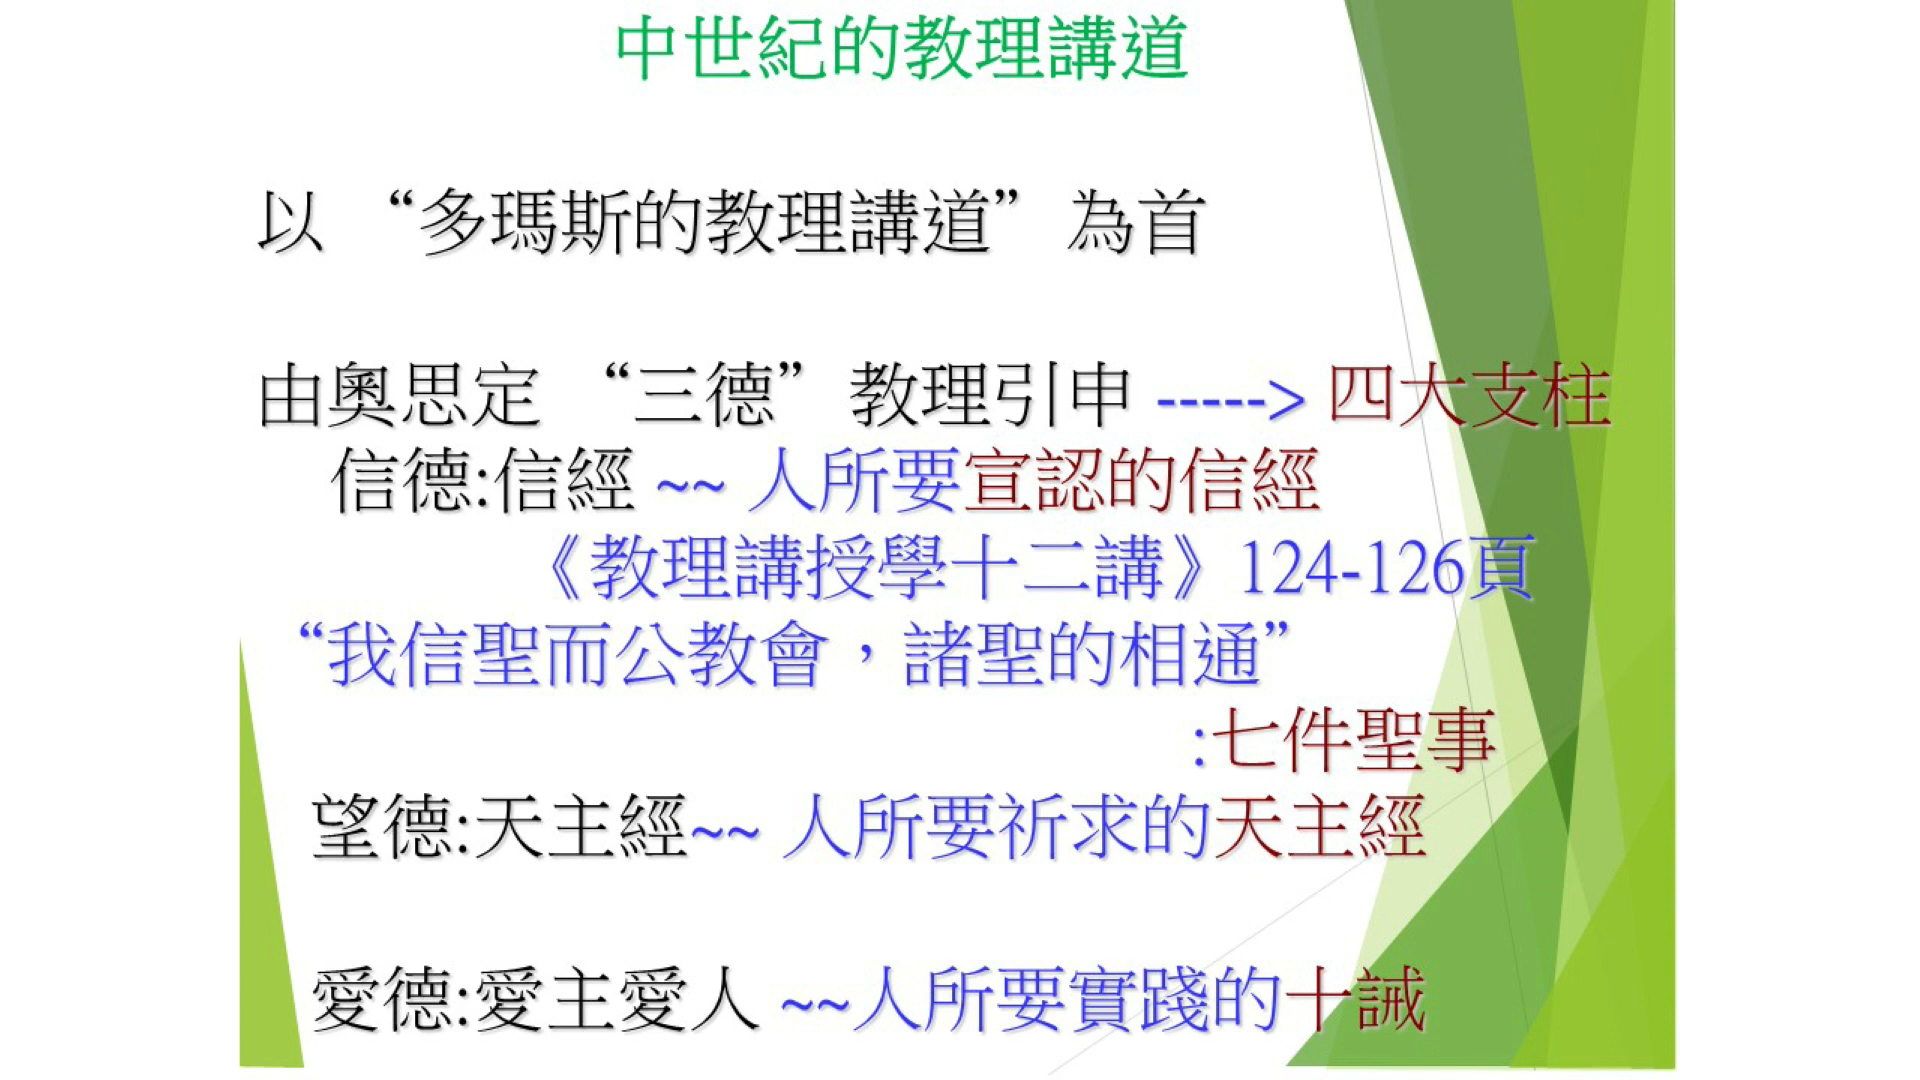 中世紀的教理講道
以 “多瑪斯的教理講道” 為首
由奧思定 “三德” 教理引申 -----> 四大支柱
信德:信經 ~~ 人所要宣認的信經
《教理講授學十二講》124-126頁
“我信聖而公教會，諸聖的相通”
:七件聖事
望德:天主經~~ 人所要祈求的天主經
愛德:愛主愛人 ~~人所要實踐的十誡